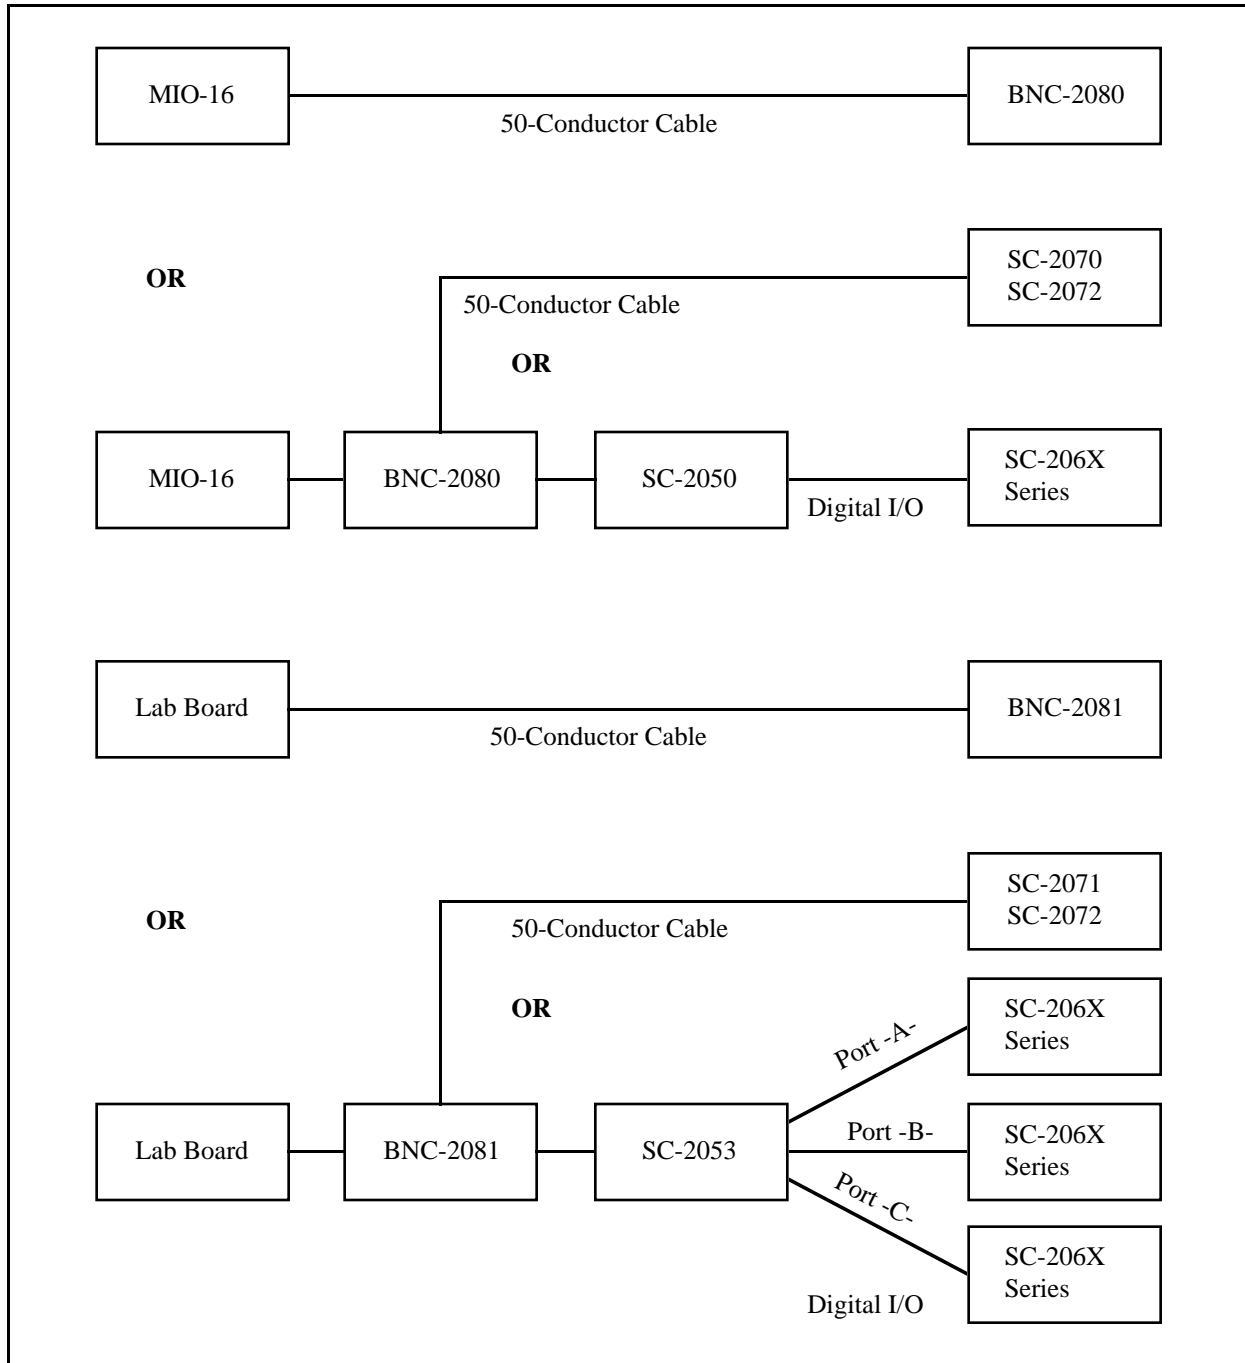 MIO-16
BNC-2080
50-Conductor Cable
OR
SC-2070
SC-2072
50-Conductor Cable
OR
MIO-16
BNC-2080
SC-2050
SC-206X
Series
Digital I/O
Lab Board
BNC-2081
50-Conductor Cable
OR
SC-2071
SC-2072
50-Conductor Cable
OR
SC-206X
Series
Port -A-
Lab Board
BNC-2081
SC-2053
Port -B-
SC-206X
Series
Port -C-
SC-206X
Series
Digital I/O